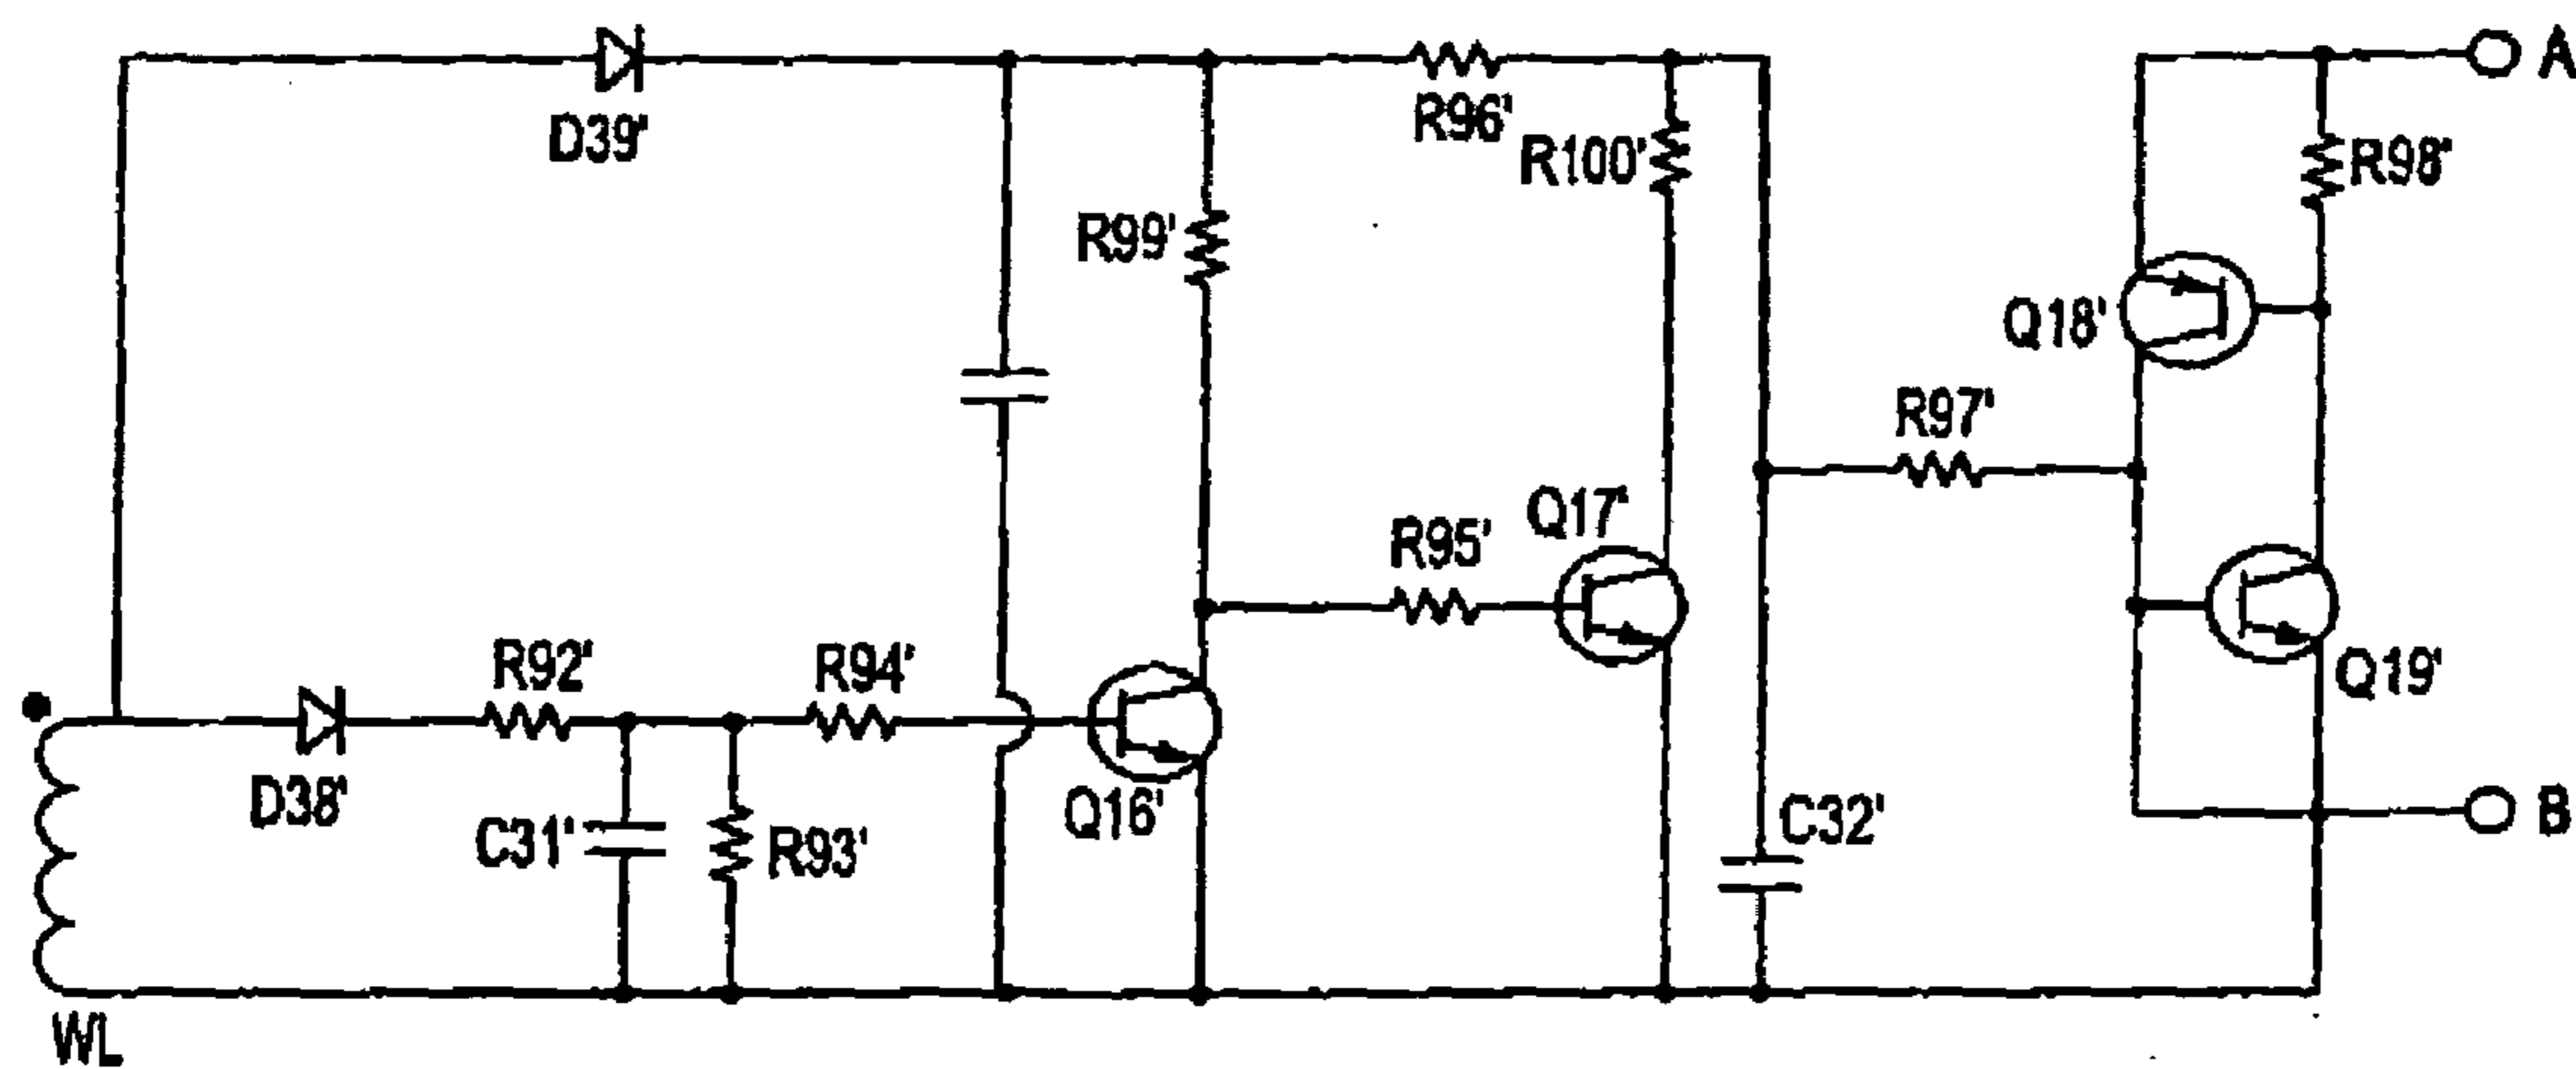 A
D39'
R96'
R100'
R98'
R99'
Q18'
R97'
Q17'
R95'
R92'
R94'
Q19'
D38'
C31'
R93'
Q16'
C32'
B
WL